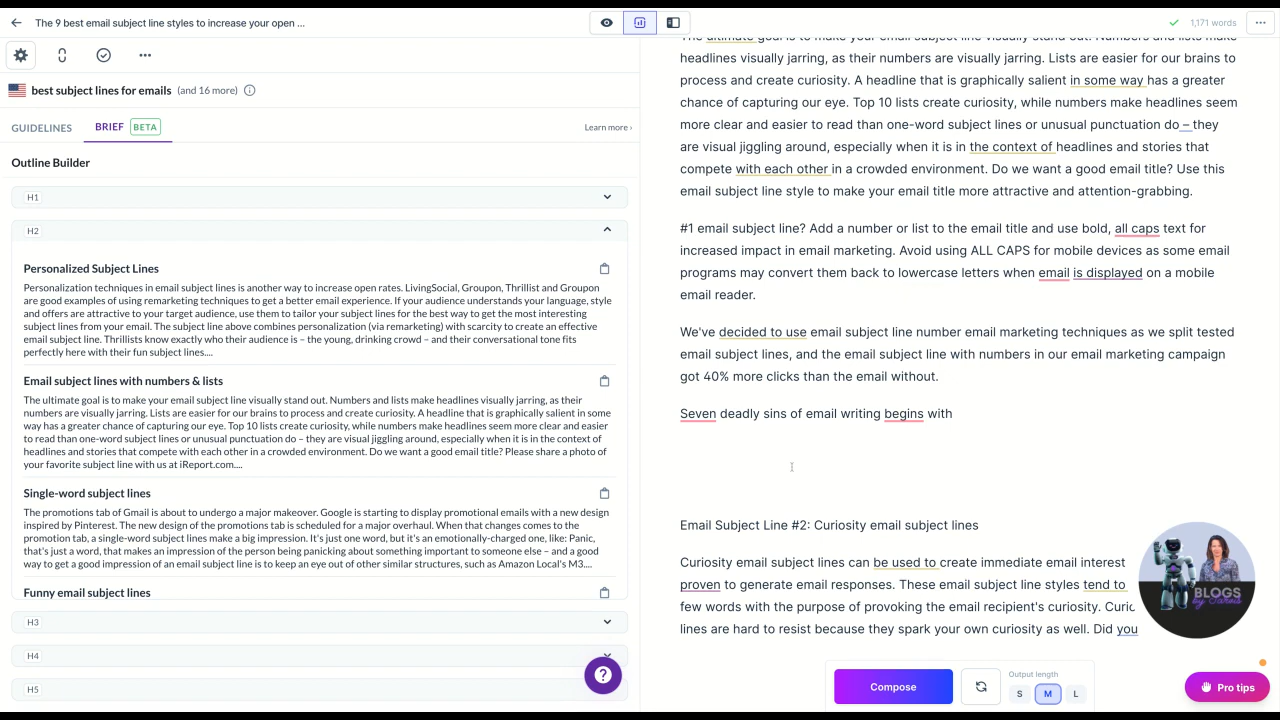 The 9 best email subject line styles to increase your open ...
1,171 words
best subject lines for emails (and 16 more)
GUIDELINES
BRIEF BETA
Learn more ›
Outline Builder
H1
H2
Personalized Subject Lines
Personalization techniques in email subject lines is another way to increase open rates. LivingSocial, Groupon, Thrillist and Groupon
are good examples of using remarketing techniques to get a better email experience. If your audience understands your language, style
and offers are attractive to your target audience, use them to tailor your subject lines for the best way to get the most interesting
subject lines from your email. The subject line above combines personalization (via remarketing) with scarcity to create an effective
email subject line. Thrillists know exactly who their audience is – the young, drinking crowd – and their conversational tone fits
perfectly here with their fun subject lines....
Email subject lines with numbers & lists
The ultimate goal is to make your email subject line visually stand out. Numbers and lists make headlines visually jarring, as their
numbers are visually jarring. Lists are easier for our brains to process and create curiosity. A headline that is graphically salient in some
way has a greater chance of capturing our eye. Top 10 lists create curiosity, while numbers make headlines seem more clear and easier
to read than one-word subject lines or unusual punctuation do – they are visual jiggling around, especially when it is in the context of
headlines and stories that compete with each other in a crowded environment. Do we want a good email title? Please share a photo of
your favorite subject line with us at iReport.com....
Single-word subject lines
The promotions tab of Gmail is about to undergo a major makeover. Google is starting to display promotional emails with a new design
inspired by Pinterest. The new design of the promotions tab is scheduled for a major overhaul. When that changes comes to the
promotion tab, a single-word subject lines make a big impression. It's just one word, but it's an emotionally-charged one, like: Panic,
that's just a word, that makes an impression of the person being panicking about something important to someone else – and a good
way to get a good impression of an email subject line is to keep an eye out of other similar structures, such as Amazon Local's M3....
Funny email subject lines
H3
H4
H5
The ultimate goal is to make your email subject line visually stand out. Numbers and lists make
headlines visually jarring, as their numbers are visually jarring. Lists are easier for our brains to
process and create curiosity. A headline that is graphically salient in some way has a greater
chance of capturing our eye. Top 10 lists create curiosity, while numbers make headlines seem
more clear and easier to read than one-word subject lines or unusual punctuation do – they
are visual jiggling around, especially when it is in the context of headlines and stories that
compete with each other in a crowded environment. Do we want a good email title? Use this
email subject line style to make your email title more attractive and attention-grabbing.
#1 email subject line? Add a number or list to the email title and use bold, all caps text for
increased impact in email marketing. Avoid using ALL CAPS for mobile devices as some email
programs may convert them back to lowercase letters when email is displayed on a mobile
email reader.
We've decided to use email subject line number email marketing techniques as we split tested
email subject lines, and the email subject line with numbers in our email marketing campaign
got 40% more clicks than the email without.
Seven deadly sins of email writing begins with
Email Subject Line #2: Curiosity email subject lines
Curiosity email subject lines can be used to create immediate email interest
proven to generate email responses. These email subject line styles tend to
few words with the purpose of provoking the email recipient's curiosity. Curio
lines are hard to resist because they spark your own curiosity as well. Did you
BLOGS
by Jarvis
Compose
Output length
S M L
Pro tips